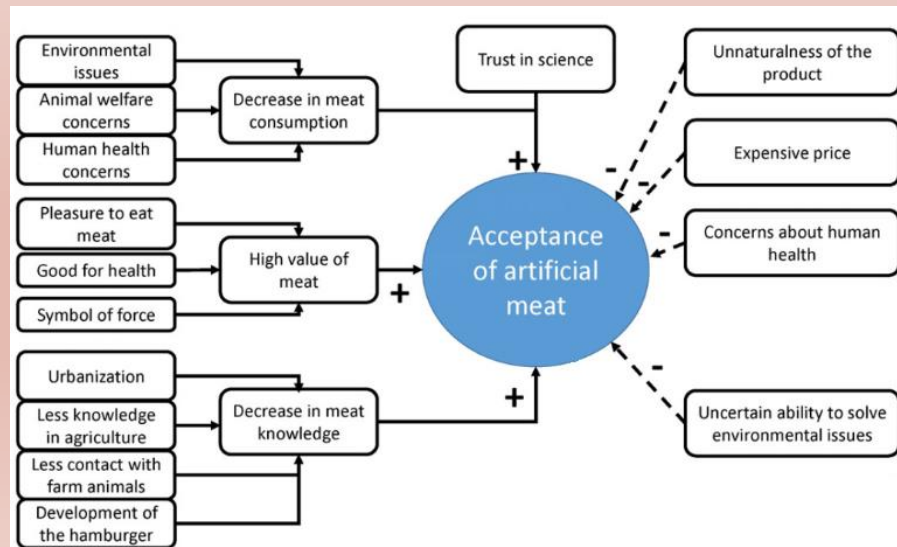 Environmental
issues
Animal welfare
concerns
Human health
concerns
Decrease in meat
consumption
Trust in science
+
Pleasure to eat
meat
Good for health
Symbol of force
High value of
meat
+
Urbanization
Less knowledge
in agriculture
Less contact with
farm animals
Development of
the hamburger
Decrease in meat
knowledge
+
Acceptance
of artificial
meat
Unnaturalness of the
product
-
Expensive price
-
Concerns about human
health
-
Uncertain ability to solve
environmental issues
-